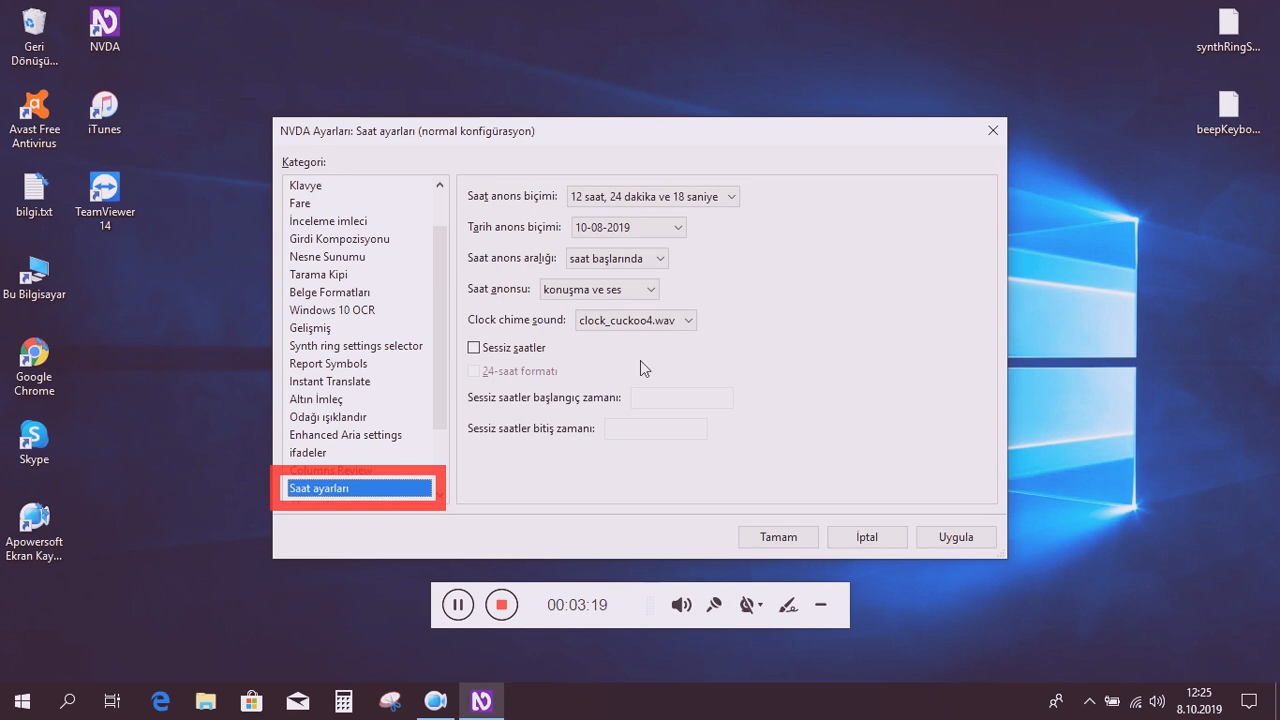 Geri
Dönüşü...
NVDA
Avast Free
Antivirus
iTunes
bilgi.txt
TeamViewer
14
Bu Bilgisayar
Google
Chrome
Skype
Apowersoft
Ekran Kay...
synthRingS...
beepKeybo...
NVDA Ayarları: Saat ayarları (normal konfigürasyon)
Kategori:
Klavye
Fare
İnceleme imleci
Girdi Kompozisyonu
Nesne Sunumu
Tarama Kipi
Belge Formatları
Windows 10 OCR
Gelişmiş
Synth ring settings selector
Report Symbols
Instant Translate
Altın İmleç
Odağı ışıklandır
Enhanced Aria settings
ifadeler
Columns Review
Saat ayarları
Saat anons biçimi: 12 saat, 24 dakika ve 18 saniye
Tarih anons biçimi: 10-08-2019
Saat anons aralığı: saat başlarında
Saat anonsu: konuşma ve ses
Clock chime sound: clock_cuckoo4.wav
Sessiz saatler
24-saat formatı
Sessiz saatler başlangıç zamanı:
Sessiz saatler bitiş zamanı:
Tamam İptal Uygula
00:03:19
12:25
8.10.2019